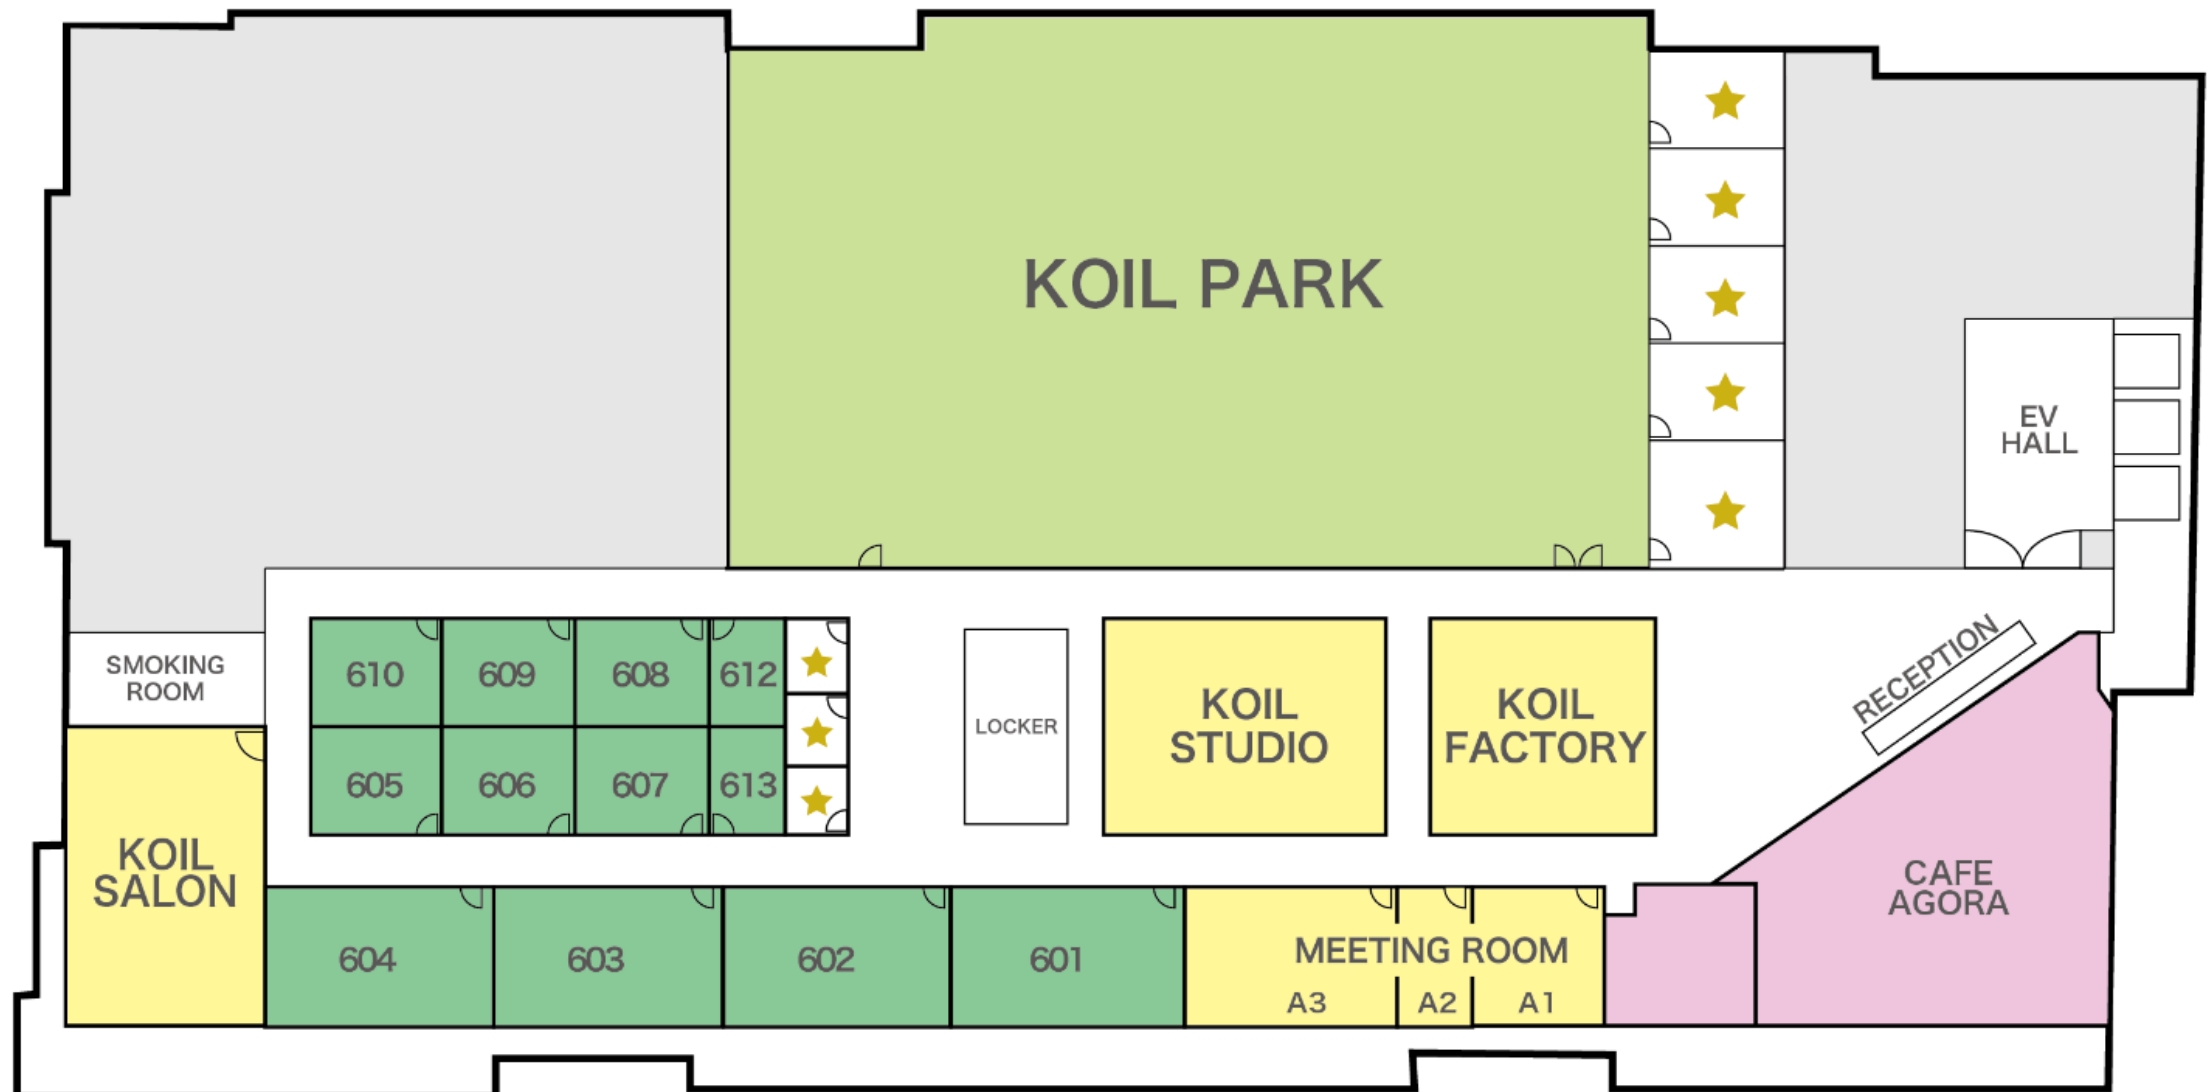 KOIL PARK
EV
HALL
RECEPTION
SMOKING
ROOM
610
609
608
612
605
606
607
613
LOCKER
KOIL
STUDIO
KOIL
FACTORY
KOIL
SALON
CAFE
AGORA
604
603
602
601
MEETING ROOM
A3
A2
A1